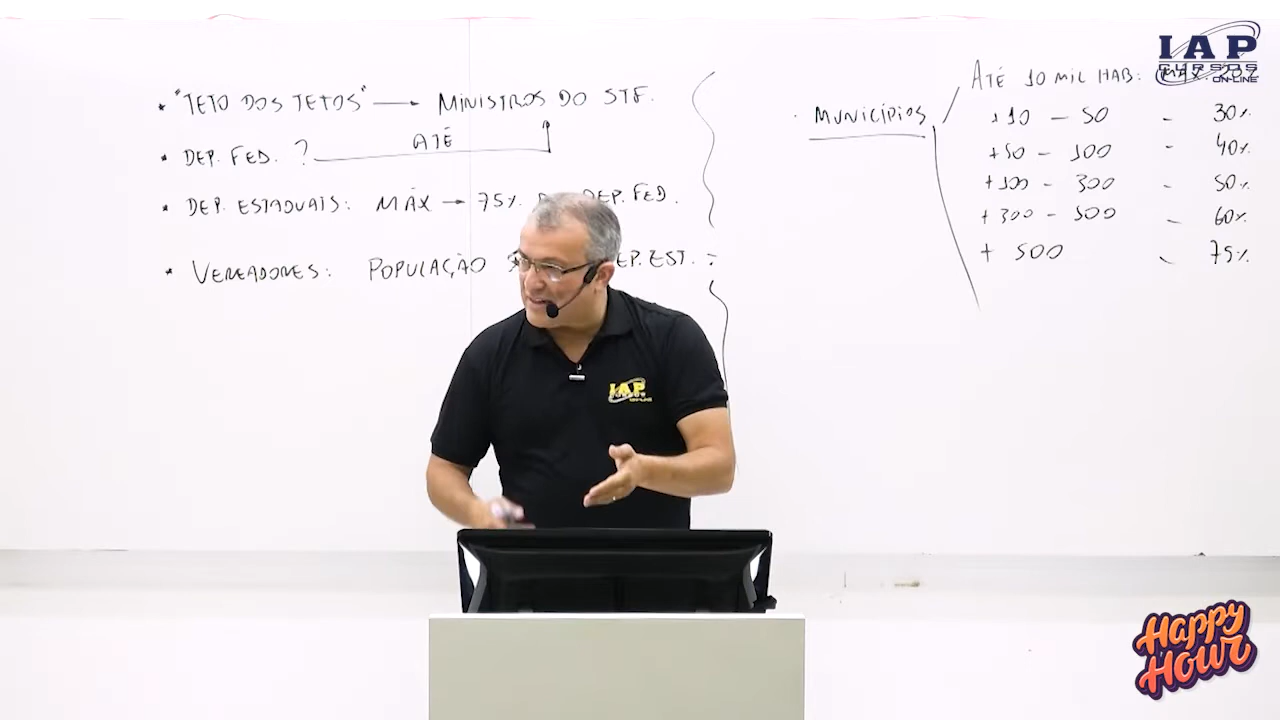 • "TETO DOS TETOS" → MINISTROS DO STF.
ATÉ
• DEP. FED. ?
• DEP. ESTADUAIS: MÁX → 75% DEP. FED.
• VEREADORES: POPULAÇÃO DEP. EST. :
• MUNICÍPIOS
ATÉ 10 MIL HAB: MÁX. 20%
+10 - 50 - 30%
+50 - 100 - 40%
+100 - 300 - 50%
+300 - 500 - 60%
+ 500 - 75%
IAP
CURSOS
ON-LINE
IAP
ON-LINE
Happy
Hour